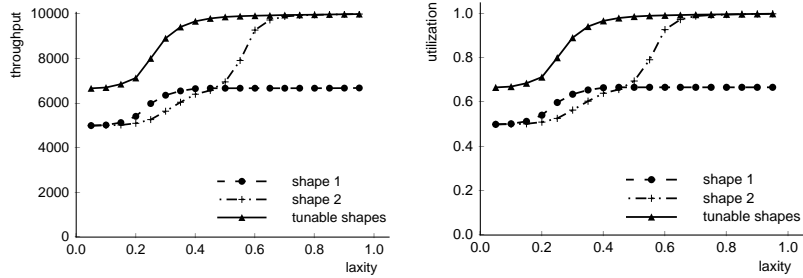 throughput
10000
8000
6000
4000
2000
0
0.0 0.2 0.4 0.6 0.8 1.0
laxity
shape 1
shape 2
tunable shapes
utilization
1.0
0.8
0.6
0.4
0.2
0.0
0.0 0.2 0.4 0.6 0.8 1.0
laxity
shape 1
shape 2
tunable shapes